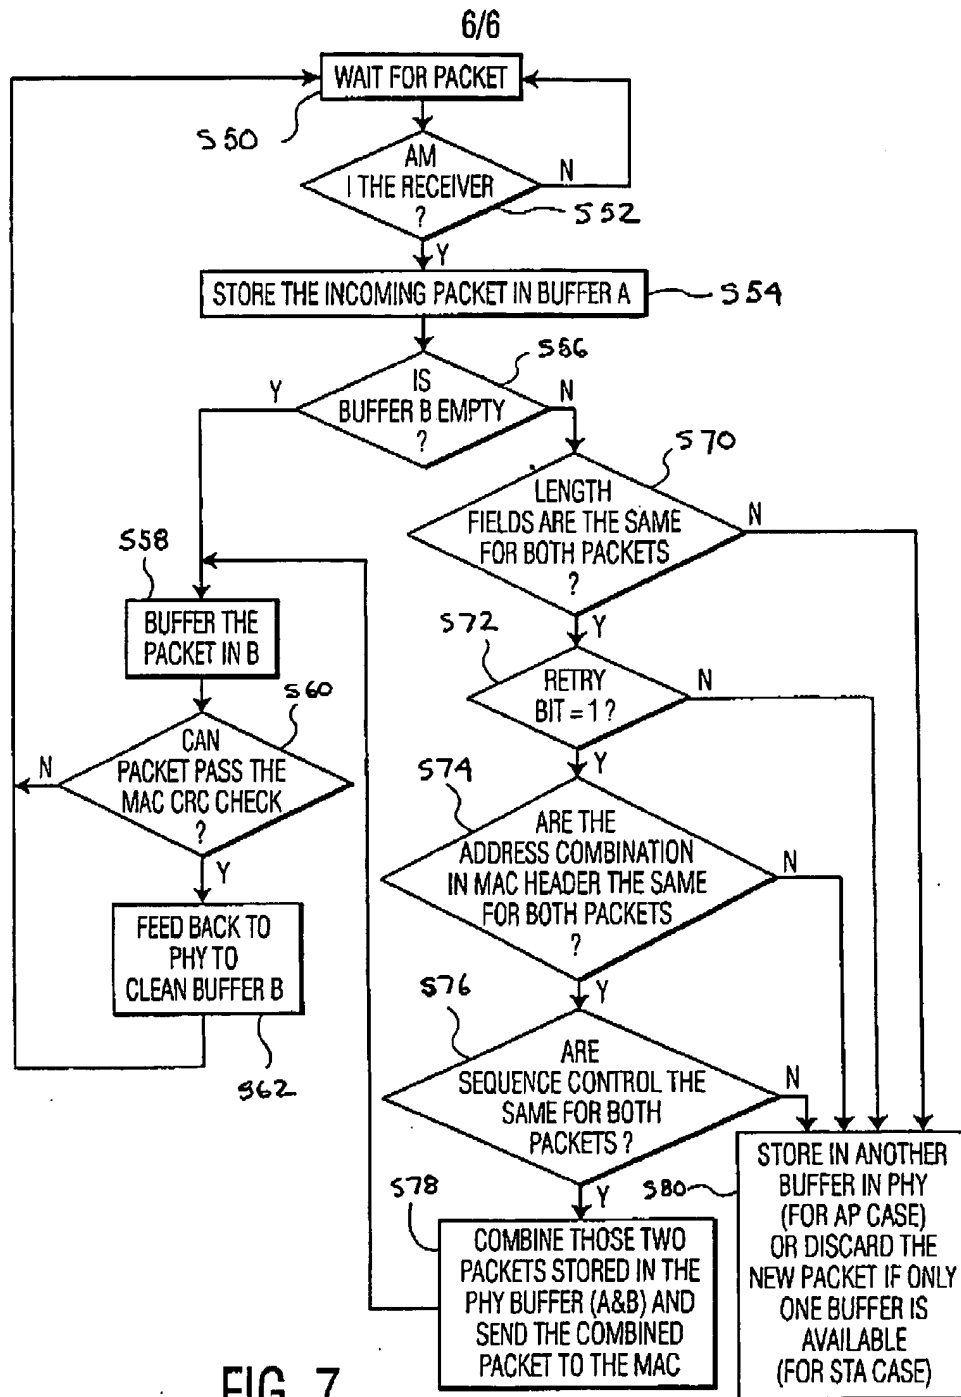 6/6
WAIT FOR PACKET
S50
AM
I THE RECEIVER
?
N
S52
Y
STORE THE INCOMING PACKET IN BUFFER A
S54
S56
Y
IS
BUFFER B EMPTY
?
N
S70
LENGTH
FIELDS ARE THE SAME
FOR BOTH PACKETS
?
N
Y
S58
BUFFER THE
PACKET IN B
S72
RETRY
BIT = 1 ?
N
Y
S60
CAN
PACKET PASS THE
MAC CRC CHECK
?
N
Y
S74
ARE THE
ADDRESS COMBINATION
IN MAC HEADER THE SAME
FOR BOTH PACKETS
?
N
Y
FEED BACK TO
PHY TO
CLEAN BUFFER B
S62
S76
ARE
SEQUENCE CONTROL THE
SAME FOR BOTH
PACKETS ?
N
Y
S78
COMBINE THOSE TWO
PACKETS STORED IN THE
PHY BUFFER (A&B) AND
SEND THE COMBINED
PACKET TO THE MAC
S80
STORE IN ANOTHER
BUFFER IN PHY
(FOR AP CASE)
OR DISCARD THE
NEW PACKET IF ONLY
ONE BUFFER IS
AVAILABLE
(FOR STA CASE)
FIG. 7